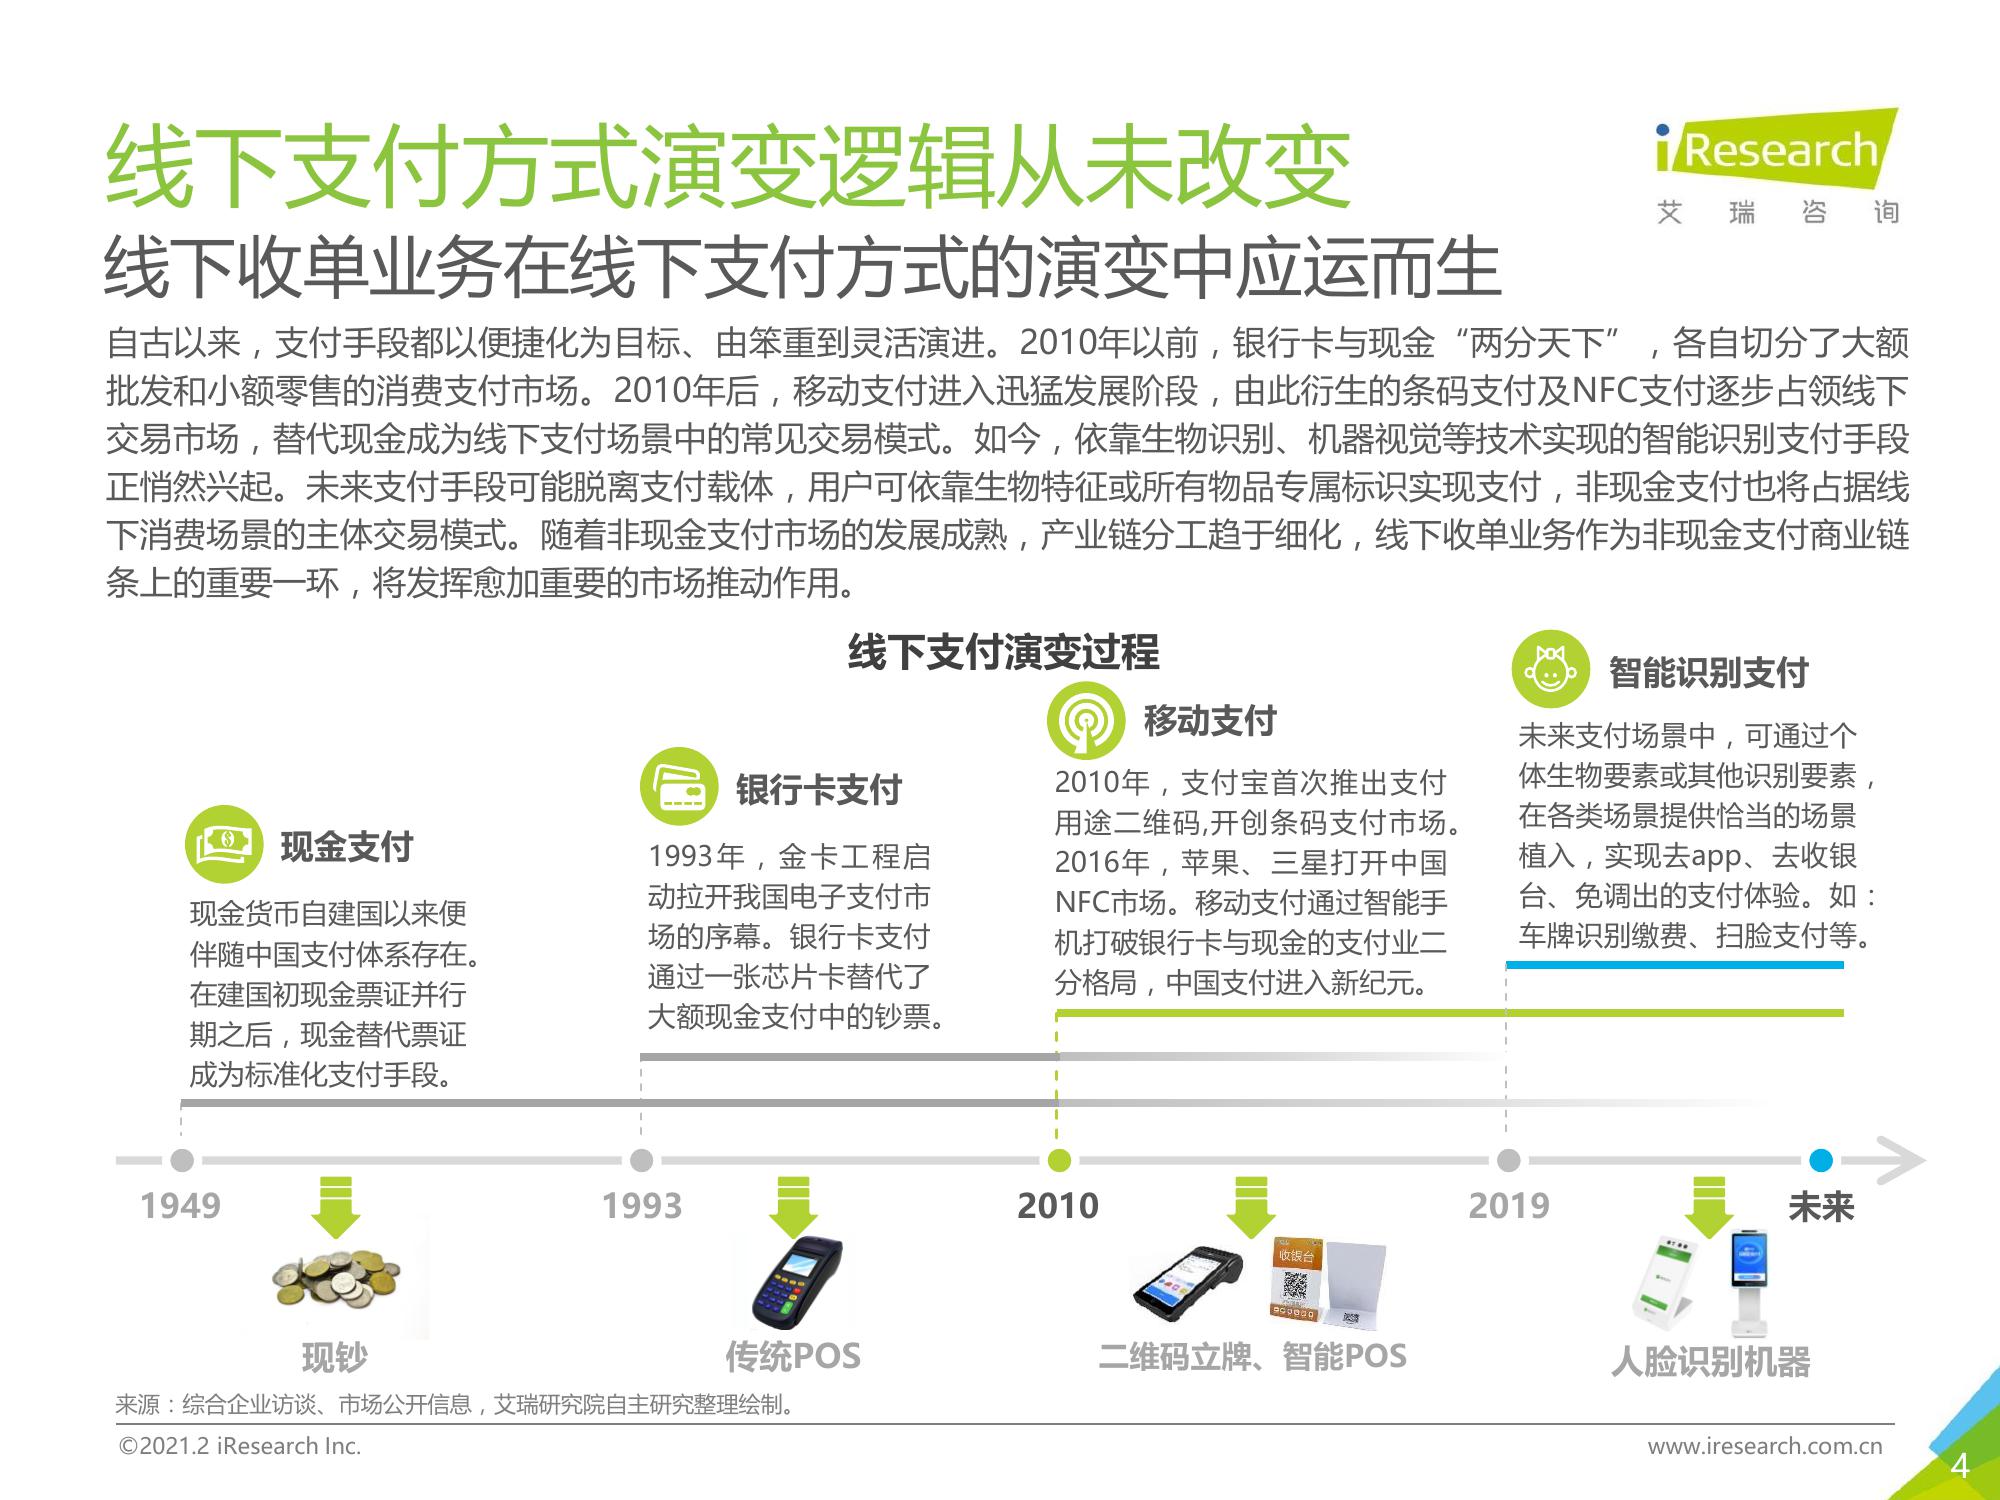 线下支付方式演变逻辑从未改变
iResearch
艾瑞咨询
线下收单业务在线下支付方式的演变中应运而生
自古以来，支付手段都以便捷化为目标、由笨重到灵活演进。2010年以前，银行卡与现金“两分天下”，各自切分了大额
批发和小额零售的消费支付市场。2010年后，移动支付进入迅猛发展阶段，由此衍生的条码支付及NFC支付逐步占领线下
交易市场，替代现金成为线下支付场景中的常见交易模式。如今，依靠生物识别、机器视觉等技术实现的智能识别支付手段
正悄然兴起。未来支付手段可能脱离支付载体，用户可依靠生物特征或所有物品专属标识实现支付，非现金支付也将占据线
下消费场景的主体交易模式。随着非现金支付市场的发展成熟，产业链分工趋于细化，线下收单业务作为非现金支付商业链
条上的重要一环，将发挥愈加重要的市场推动作用。
线下支付演变过程
现金支付
现金货币自建国以来便
伴随中国支付体系存在。
在建国初现金票证并行
期之后，现金替代票证
成为标准化支付手段。
银行卡支付
1993年，金卡工程启
动拉开我国电子支付市
场的序幕。银行卡支付
通过一张芯片卡替代了
大额现金支付中的钞票。
移动支付
2010年，支付宝首次推出支付
用途二维码,开创条码支付市场。
2016年，苹果、三星打开中国
NFC市场。移动支付通过智能手
机打破银行卡与现金的支付业二
分格局，中国支付进入新纪元。
智能识别支付
未来支付场景中，可通过个
体生物要素或其他识别要素，
在各类场景提供恰当的场景
植入，实现去app、去收银
台、免调出的支付体验。如：
车牌识别缴费、扫脸支付等。
1949
1993
2010
2019
未来
收银台
现钞
传统POS
二维码立牌、智能POS
人脸识别机器
来源：综合企业访谈、市场公开信息，艾瑞研究院自主研究整理绘制。
©2021.2 iResearch Inc.
www.iresearch.com.cn
4